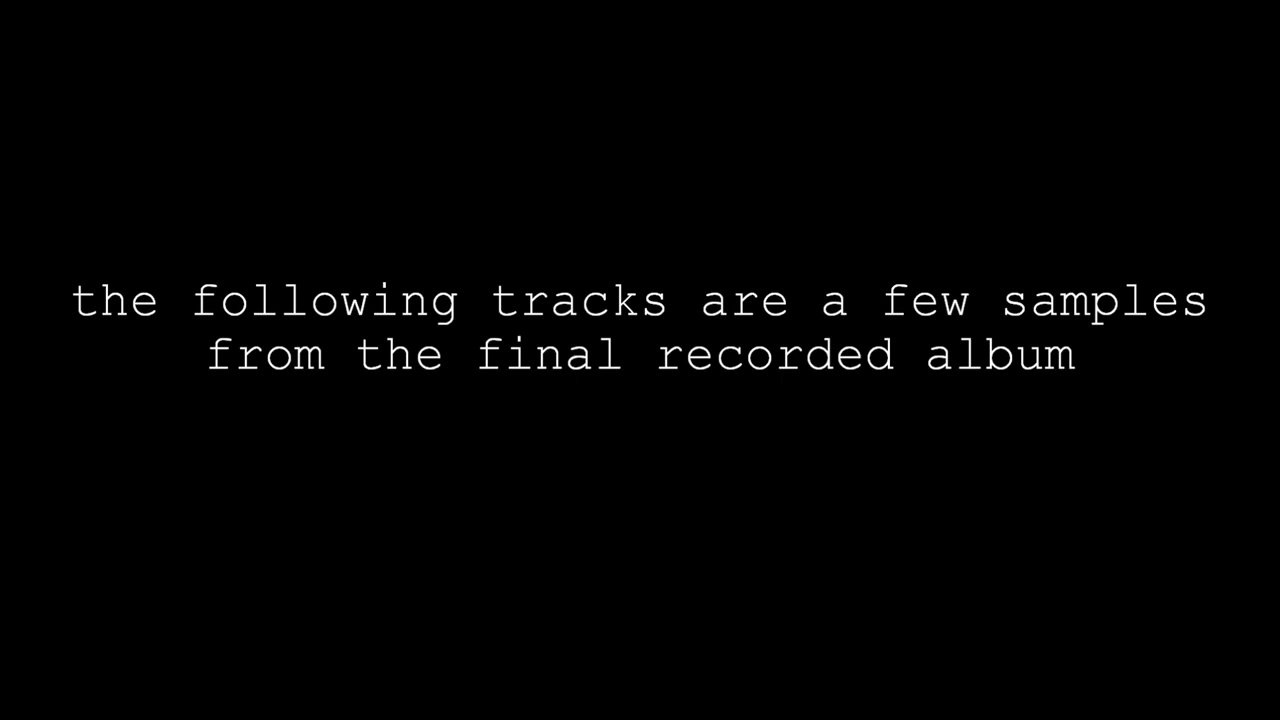 the following tracks are a few samples
from the final recorded album